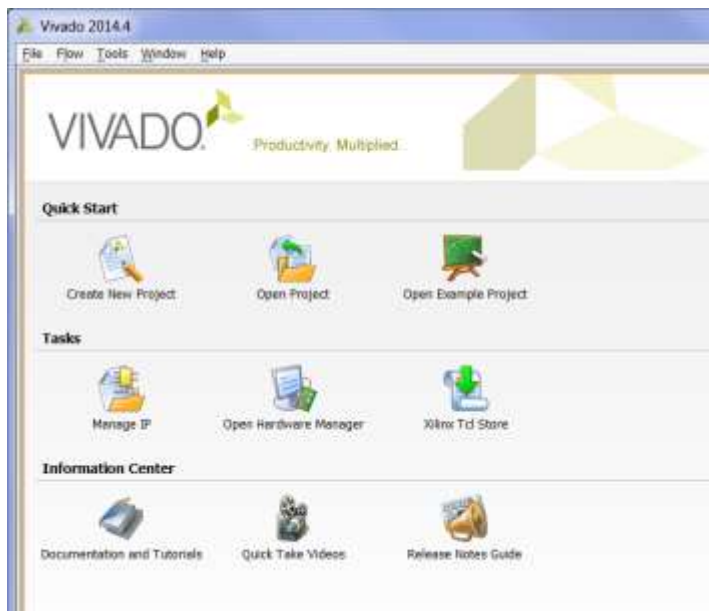 Vivado 2014.4
File Flow Tools Window Help
VIVADO.
Productivity. Multiplied.
Quick Start
Create New Project Open Project Open Example Project
Tasks
Manage IP Open Hardware Manager Xilinx Tcl Store
Information Center
Documentation and Tutorials Quick Take Videos Release Notes Guide